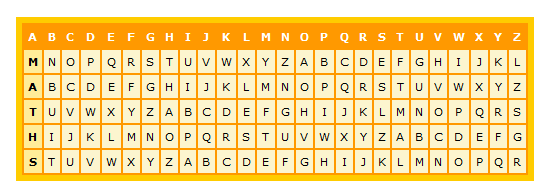 A B C D E F G H I J K L M N O P Q R S T U V W X Y Z
M N O P Q R S T U V W X Y Z A B C D E F G H I J K L
A B C D E F G H I J K L M N O P Q R S T U V W X Y Z
T U V W X Y Z A B C D E F G H I J K L M N O P Q R S
H I J K L M N O P Q R S T U V W X Y Z A B C D E F G
S T U V W X Y Z A B C D E F G H I J K L M N O P Q R